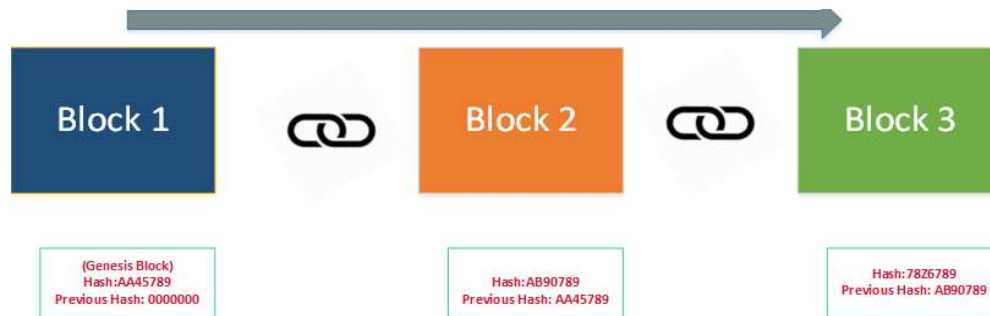 Block 1
Block 2
Block 3
(Genesis Block)
Hash:AA45789
Previous Hash: 0000000
Hash:AB90789
Previous Hash: AA45789
Hash:78Z6789
Previous Hash: AB90789